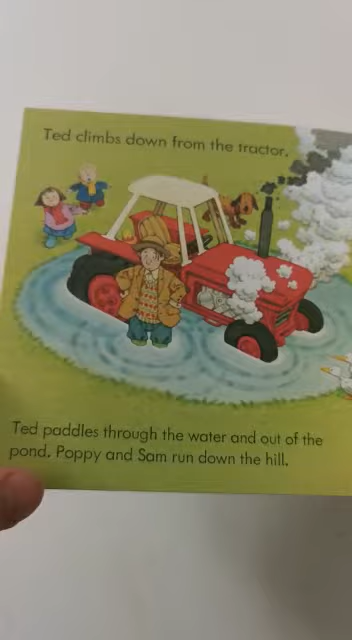 Ted climbs down from the tractor.
Ted paddles through the water and out of the
pond. Poppy and Sam run down the hill.